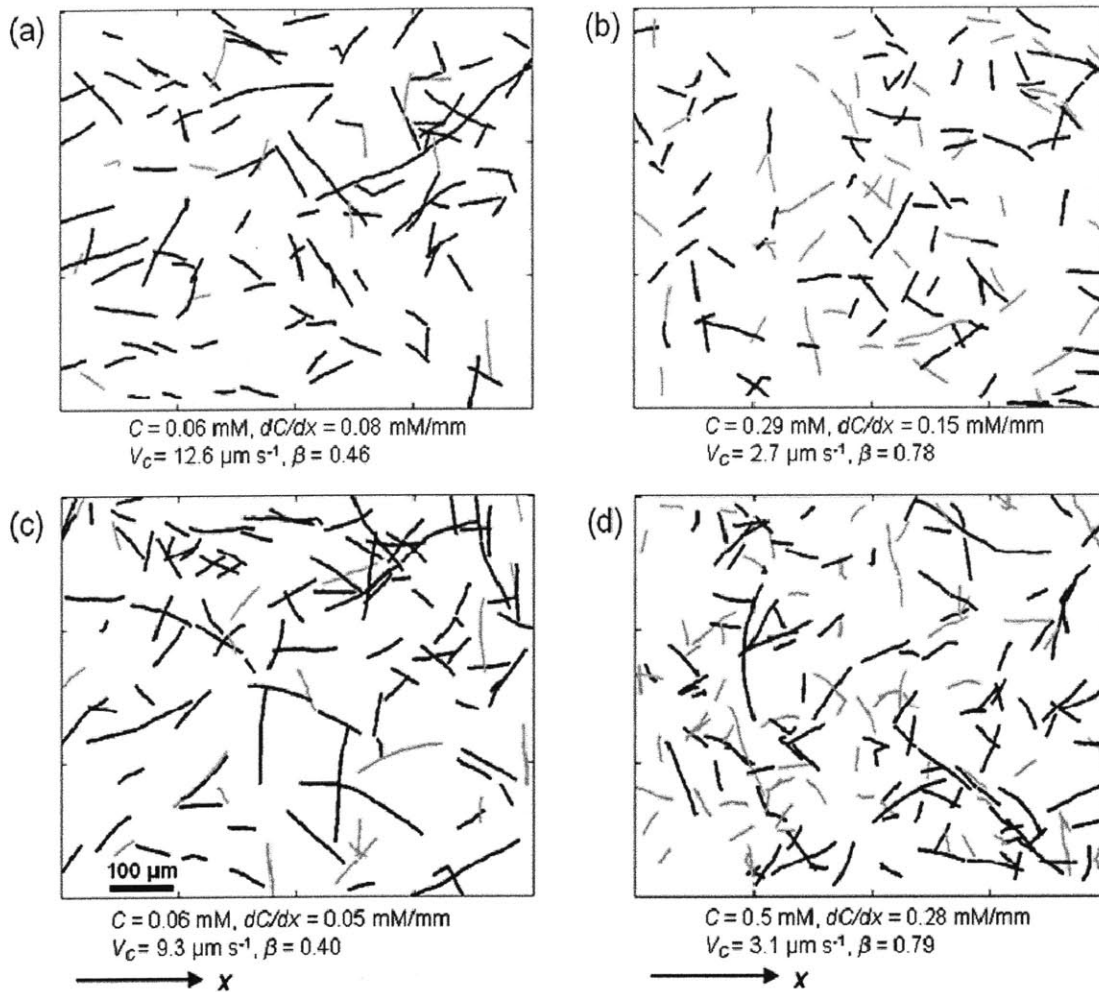 (a)
(b)
C = 0.06 mM, dC/dx = 0.08 mM/mm
V_C = 12.6 µm s⁻¹, β = 0.46
C = 0.29 mM, dC/dx = 0.15 mM/mm
V_C = 2.7 µm s⁻¹, β = 0.78
(c)
(d)
100 µm
C = 0.06 mM, dC/dx = 0.05 mM/mm
V_C = 9.3 µm s⁻¹, β = 0.40
x
C = 0.5 mM, dC/dx = 0.28 mM/mm
V_C = 3.1 µm s⁻¹, β = 0.79
x